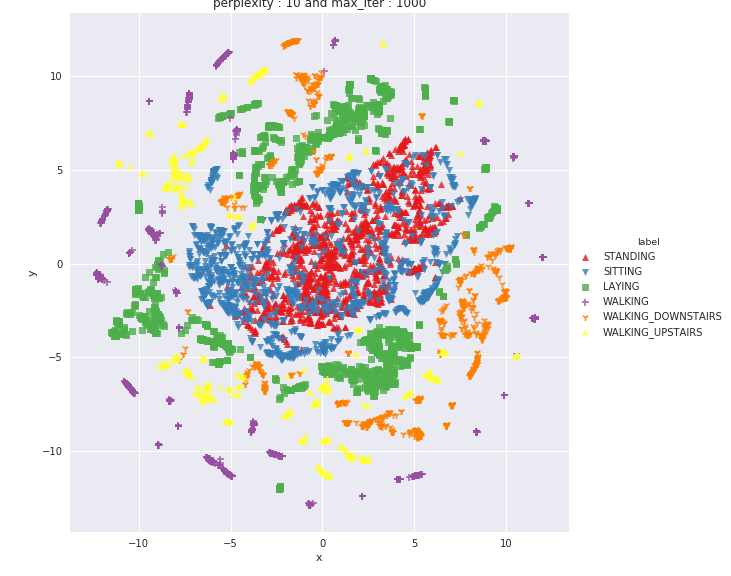 perplexity : 10 and max_iter : 1000
10
5
0
−5
−10
y
−10
−5
0
5
10
x
label
STANDING
SITTING
LAYING
WALKING
WALKING_DOWNSTAIRS
WALKING_UPSTAIRS